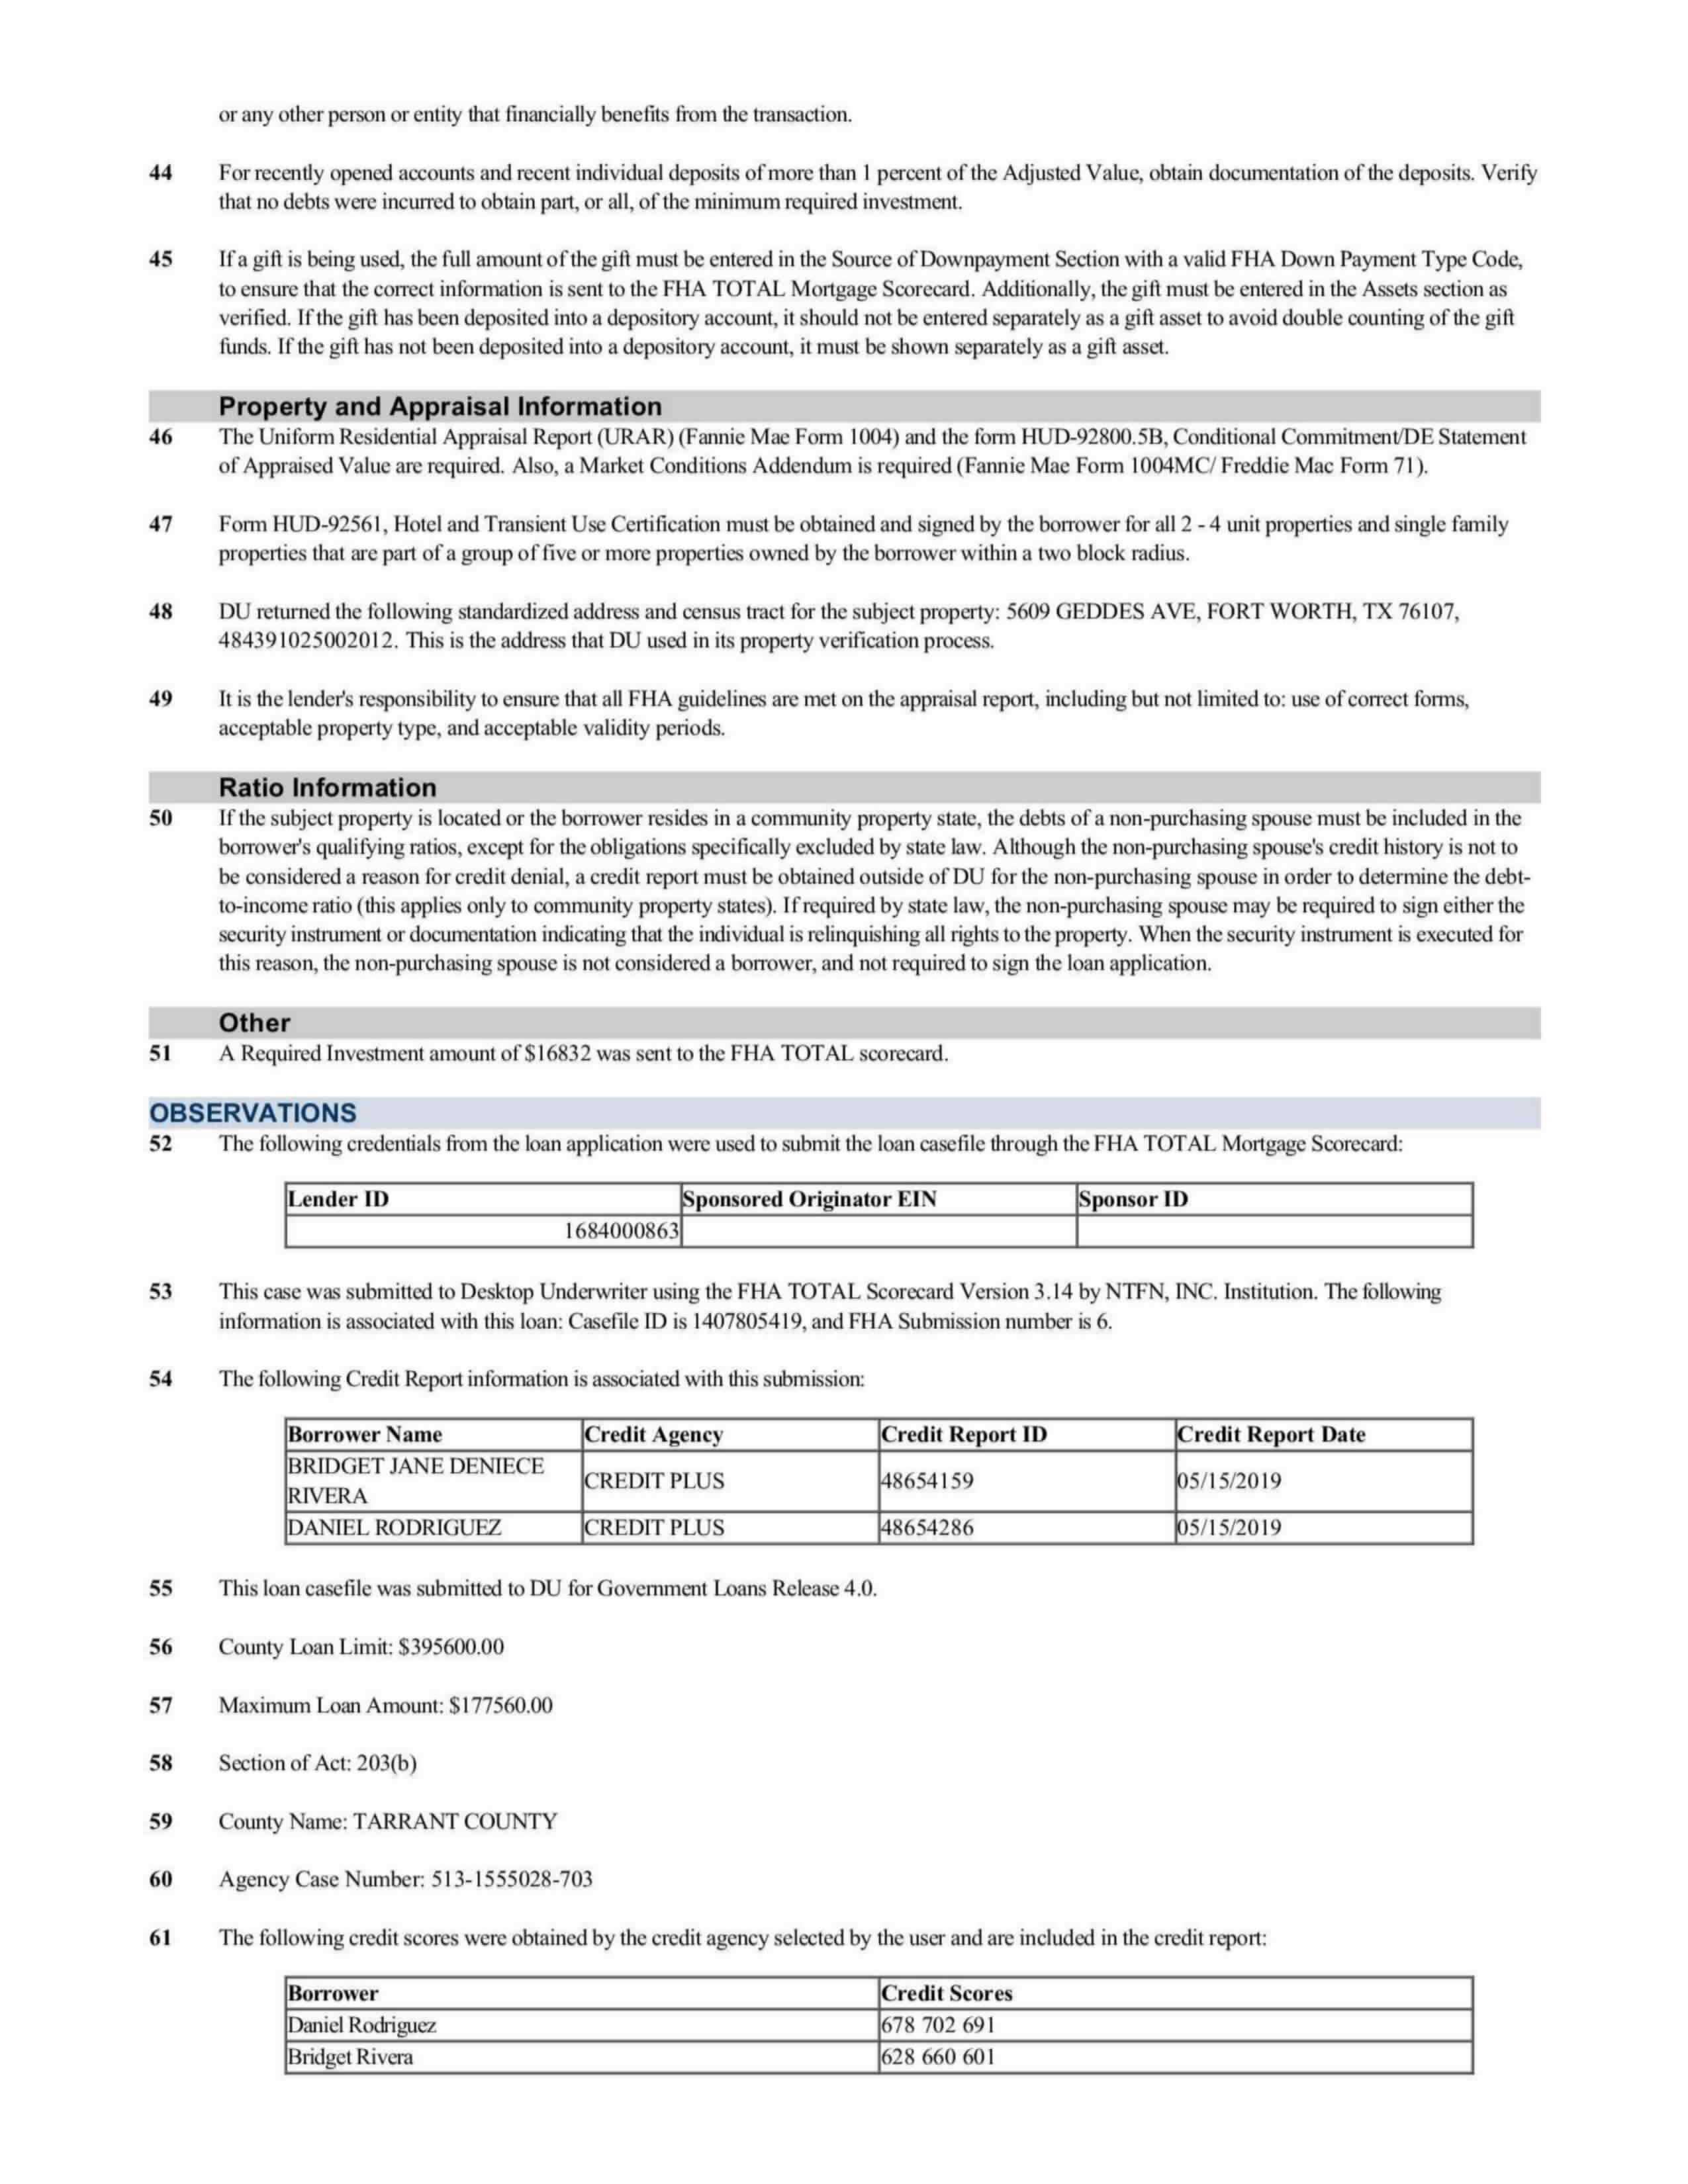 or any other person or entity that financially benefits from the transaction.
44 For recently opened accounts and recent individual deposits of more than 1 percent of the Adjusted Value, obtain documentation of the deposits. Verify
that no debts were incurred to obtain part, or all, of the minimum required investment.
45 If a gift is being used, the full amount of the gift must be entered in the Source of Downpayment Section with a valid FHA Down Payment Type Code,
to ensure that the correct information is sent to the FHA TOTAL Mortgage Scorecard. Additionally, the gift must be entered in the Assets section as
verified. If the gift has been deposited into a depository account, it should not be entered separately as a gift asset to avoid double counting of the gift
funds. If the gift has not been deposited into a depository account, it must be shown separately as a gift asset.
Property and Appraisal Information
46 The Uniform Residential Appraisal Report (URAR) (Fannie Mae Form 1004) and the form HUD-92800.5B, Conditional Commitment/DE Statement
of Appraised Value are required. Also, a Market Conditions Addendum is required (Fannie Mae Form 1004MC/ Freddie Mac Form 71).
47 Form HUD-92561, Hotel and Transient Use Certification must be obtained and signed by the borrower for all 2 - 4 unit properties and single family
properties that are part of a group of five or more properties owned by the borrower within a two block radius.
48 DU returned the following standardized address and census tract for the subject property: 5609 GEDDES AVE, FORT WORTH, TX 76107,
484391025002012. This is the address that DU used in its property verification process.
49 It is the lender's responsibility to ensure that all FHA guidelines are met on the appraisal report, including but not limited to: use of correct forms,
acceptable property type, and acceptable validity periods.
Ratio Information
50 If the subject property is located or the borrower resides in a community property state, the debts of a non-purchasing spouse must be included in the
borrower's qualifying ratios, except for the obligations specifically excluded by state law. Although the non-purchasing spouse's credit history is not to
be considered a reason for credit denial, a credit report must be obtained outside of DU for the non-purchasing spouse in order to determine the debt-
to-income ratio (this applies only to community property states). If required by state law, the non-purchasing spouse may be required to sign either the
security instrument or documentation indicating that the individual is relinquishing all rights to the property. When the security instrument is executed for
this reason, the non-purchasing spouse is not considered a borrower, and not required to sign the loan application.
Other
51 A Required Investment amount of $16832 was sent to the FHA TOTAL scorecard.
OBSERVATIONS
52 The following credentials from the loan application were used to submit the loan casefile through the FHA TOTAL Mortgage Scorecard:
Lender ID Sponsored Originator EIN Sponsor ID
1684000863
53 This case was submitted to Desktop Underwriter using the FHA TOTAL Scorecard Version 3.14 by NTFN, INC. Institution. The following
information is associated with this loan: Casefile ID is 1407805419, and FHA Submission number is 6.
54 The following Credit Report information is associated with this submission:
Borrower Name Credit Agency Credit Report ID Credit Report Date
BRIDGET JANE DENIECE
RIVERA CREDIT PLUS 48654159 05/15/2019
DANIEL RODRIGUEZ CREDIT PLUS 48654286 05/15/2019
55 This loan casefile was submitted to DU for Government Loans Release 4.0.
56 County Loan Limit: $395600.00
57 Maximum Loan Amount: $177560.00
58 Section of Act: 203(b)
59 County Name: TARRANT COUNTY
60 Agency Case Number: 513-1555028-703
61 The following credit scores were obtained by the credit agency selected by the user and are included in the credit report:
Borrower Credit Scores
Daniel Rodriguez 678 702 691
Bridget Rivera 628 660 601